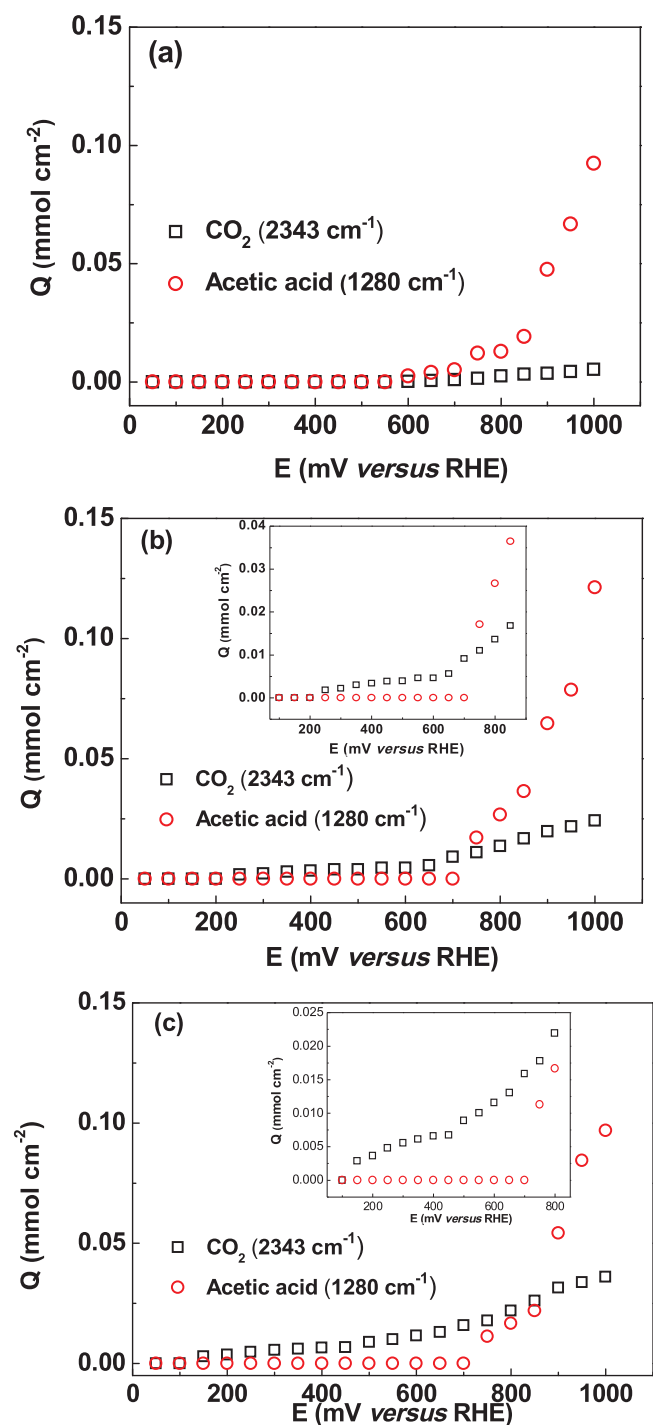 (a)
0.15
0.10
0.05
0.00
Q (mmol cm⁻²)
CO₂ (2343 cm⁻¹)
Acetic acid (1280 cm⁻¹)
0 200 400 600 800 1000
E (mV versus RHE)
(b)
0.15
0.10
0.05
0.00
Q (mmol cm⁻²)
0.04
0.03
0.02
0.01
0.00
Q (mmol cm⁻²)
200 400 600 800
E (mV versus RHE)
CO₂ (2343 cm⁻¹)
Acetic acid (1280 cm⁻¹)
0 200 400 600 800 1000
E (mV versus RHE)
(c)
0.15
0.10
0.05
0.00
Q (mmol cm⁻²)
0.025
0.020
0.015
0.010
0.005
0.000
Q (mmol cm⁻²)
200 400 600 800
E (mV versus RHE)
CO₂ (2343 cm⁻¹)
Acetic acid (1280 cm⁻¹)
0 200 400 600 800 1000
E (mV versus RHE)